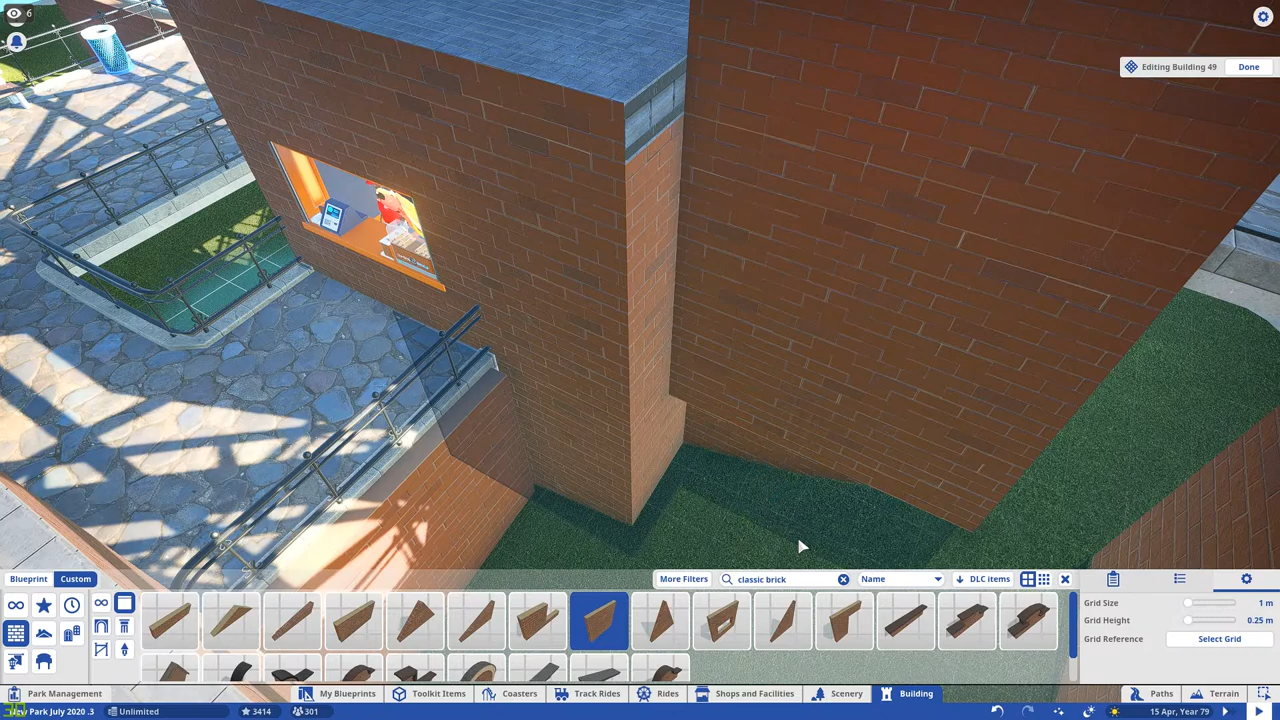 6
Editing Building 49 Done
Blueprint Custom More Filters classic brick Name DLC items
Grid Size 1 m
Grid Height 0.25 m
Grid Reference Select Grid
Park Management My Blueprints Toolkit Items Coasters Track Rides Rides Shops and Facilities Scenery Building Paths Terrain
New Park July 2020 .3 Unlimited 3414 301 15 Apr, Year 79